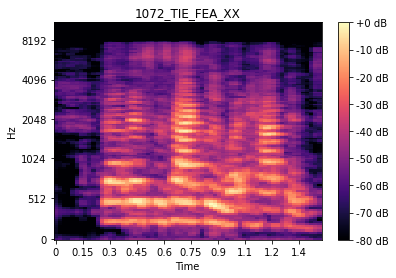 1072_TIE_FEA_XX
Hz
8192
4096
2048
1024
512
0
0 0.15 0.3 0.45 0.6 0.75 0.9 1.1 1.2 1.4
Time
+0 dB
-10 dB
-20 dB
-30 dB
-40 dB
-50 dB
-60 dB
-70 dB
-80 dB